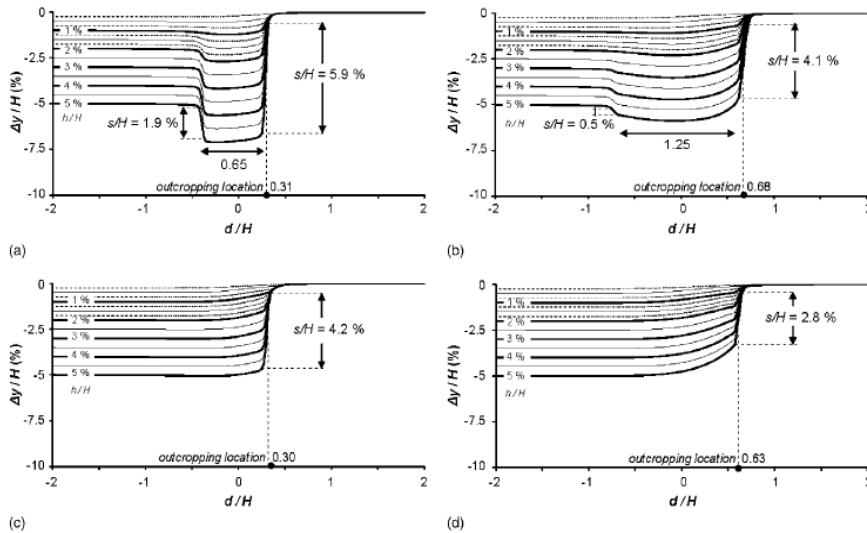 0
-2.5
-5
-7.5
-10
Δy / H (%)
1 %
2 %
3 %
4 %
5 %
h/H
s/H = 1.9 %
0.65
s/H = 5.9 %
outcropping location 0.31
-2 -1 0 1 2
d / H
(a)
0
-2.5
-5
-7.5
-10
Δy / H (%)
1 %
2 %
3 %
4 %
5 %
h/H
s/H = 0.5 %
1.25
s/H = 4.1 %
outcropping location 0.68
-2 -1 0 1 2
d / H
(b)
0
-2.5
-5
-7.5
-10
Δy / H (%)
1 %
2 %
3 %
4 %
5 %
h/H
s/H = 4.2 %
outcropping location 0.30
-2 -1 0 1 2
d / H
(c)
0
-2.5
-5
-7.5
-10
Δy / H (%)
1 %
2 %
3 %
4 %
5 %
h/H
s/H = 2.8 %
outcropping location 0.63
-2 -1 0 1 2
d / H
(d)